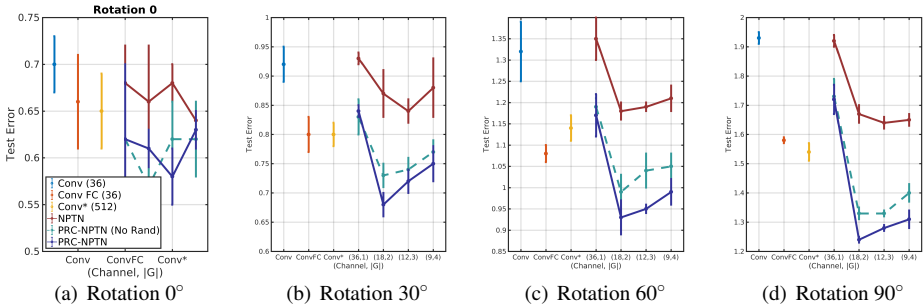 Rotation 0
Test Error
0.75
0.7
0.65
0.6
0.55
0.5
Conv (36)
Conv FC (36)
Conv* (512)
NPTN
PRC-NPTN (No Rand)
PRC-NPTN
Conv ConvFC Conv*
(Channel, |G|)
(a) Rotation 0°
Test Error
1
0.95
0.9
0.85
0.8
0.75
0.7
0.65
0.6
Conv ConvFC Conv* (36,1) (18,2) (12,3) (9,4)
(Channel, |G|)
(b) Rotation 30°
Test Error
1.35
1.3
1.25
1.2
1.15
1.1
1.05
1
0.95
0.9
0.85
Conv ConvFC Conv* (36,1) (18,2) (12,3) (9,4)
(Channel, |G|)
(c) Rotation 60°
Test Error
2
1.9
1.8
1.7
1.6
1.5
1.4
1.3
1.2
Conv ConvFC Conv* (36,1) (18,2) (12,3) (9,4)
(Channel, |G|)
(d) Rotation 90°